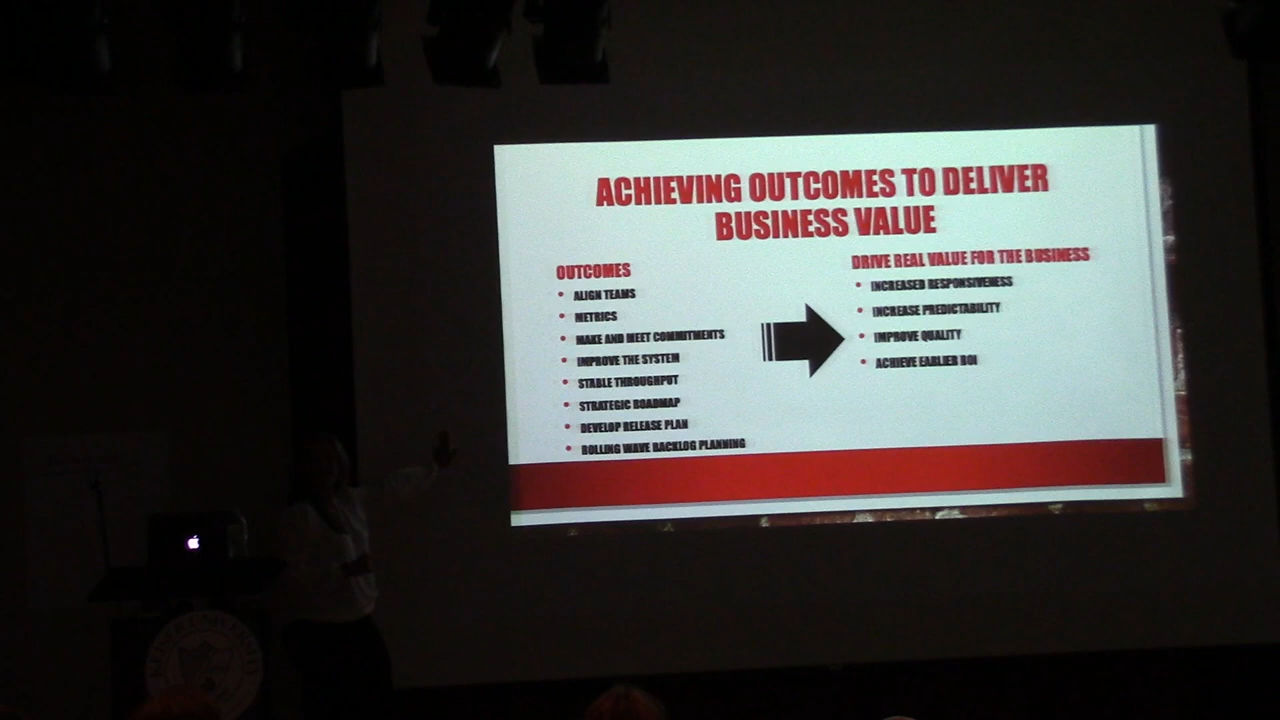 ACHIEVING OUTCOMES TO DELIVER
BUSINESS VALUE
OUTCOMES
• ALIGN TEAMS
• METRICS
• MAKE AND MEET COMMITMENTS
• IMPROVE THE SYSTEM
• STABLE THROUGHPUT
• STRATEGIC ROADMAP
• DEVELOP RELEASE PLAN
• ROLLING WAVE BACKLOG PLANNING
DRIVE REAL VALUE FOR THE BUSINESS
• INCREASED RESPONSIVENESS
• INCREASE PREDICTABILITY
• IMPROVE QUALITY
• ACHIEVE EARLIER ROI
KEISER UNIVERSITY